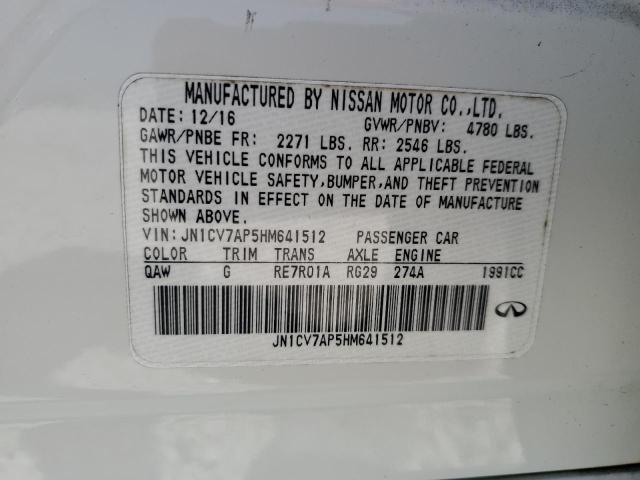 MANUFACTURED BY NISSAN MOTOR CO.,LTD.
DATE: 12/16 GVWR/PNBV: 4780 LBS.
GAWR/PNBE FR: 2271 LBS. RR: 2546 LBS.
THIS VEHICLE CONFORMS TO ALL APPLICABLE FEDERAL
MOTOR VEHICLE SAFETY,BUMPER,AND THEFT PREVENTION
STANDARDS IN EFFECT ON THE DATE OF MANUFACTURE
SHOWN ABOVE.
VIN: JN1CV7AP5HM641512 PASSENGER CAR
COLOR TRIM TRANS AXLE ENGINE
QAW G RE7R01A RG29 274A 1991CC
JN1CV7AP5HM641512